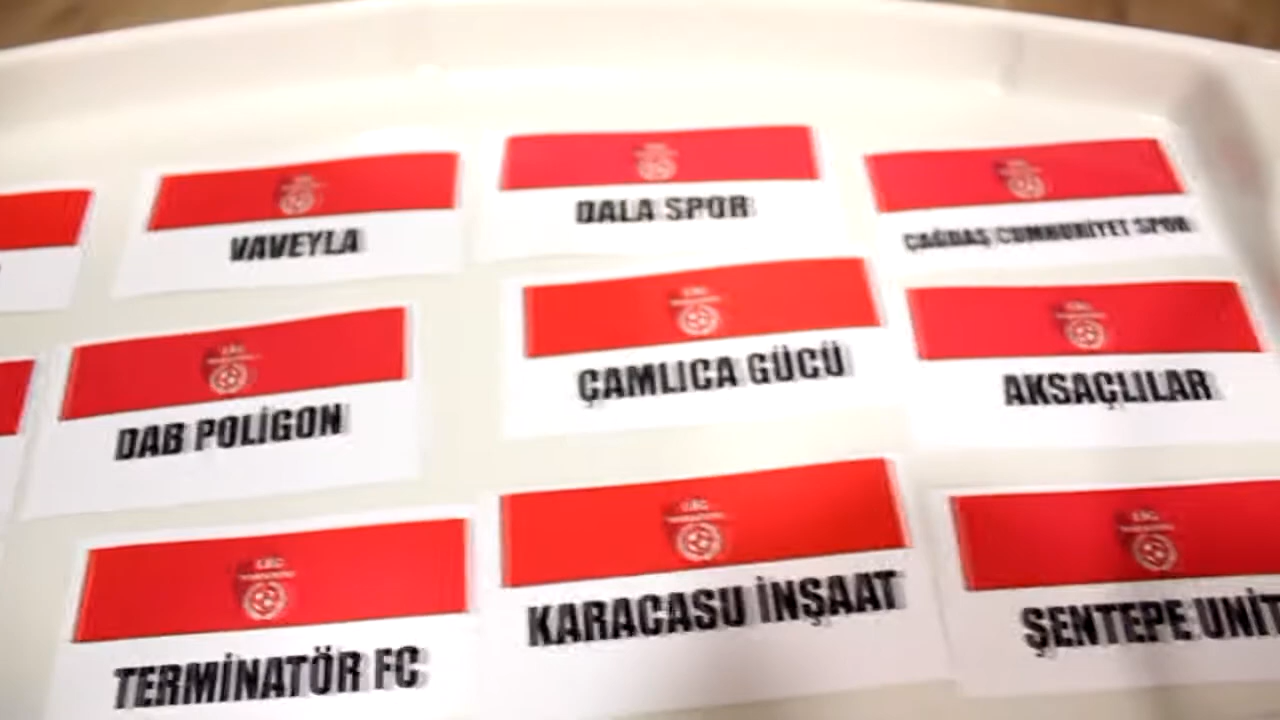 VAVEYLA
DALA SPOR
ÇAĞDAŞ CUMHURİYET SPOR
DAB POLİGON
ÇAMLICA GÜCÜ
AKSAÇLILAR
TERMİNATÖR FC
KARACASU İNŞAAT
ŞENTEPE UNIT